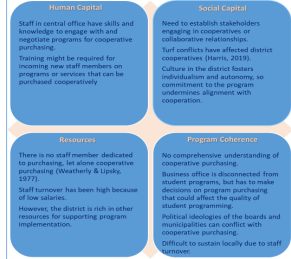 Human Capital
Staff in central office have skills and
knowledge to engage with and
negotiate programs for cooperative
purchasing.
Training might be required for
incoming new staff members on
programs or services that can be
purchased cooperatively
Social Capital
Need to establish stakeholders
engaging in cooperatives or
collaborative relationships.
Turf conflicts have affected district
cooperatives (Harris, 2019).
Culture in the district fosters
individualism and autonomy, so
commitment to the program
undermines alignment with
cooperation.
Resources
There is no staff member dedicated
to purchasing, let alone cooperative
purchasing (Weatherly & Lipsky,
1977).
Staff turnover has been high because
of low salaries.
However, the district is rich in other
resources for supporting program
implementation.
Program Coherence
No comprehensive understanding of
cooperative purchasing.
Business office is disconnected from
student programs, but has to make
decisions on program purchasing
that could affect the quality of
student programming.
Political ideologies of the boards and
municipalities can conflict with
cooperative purchasing.
Difficult to sustain locally due to staff
turnover.